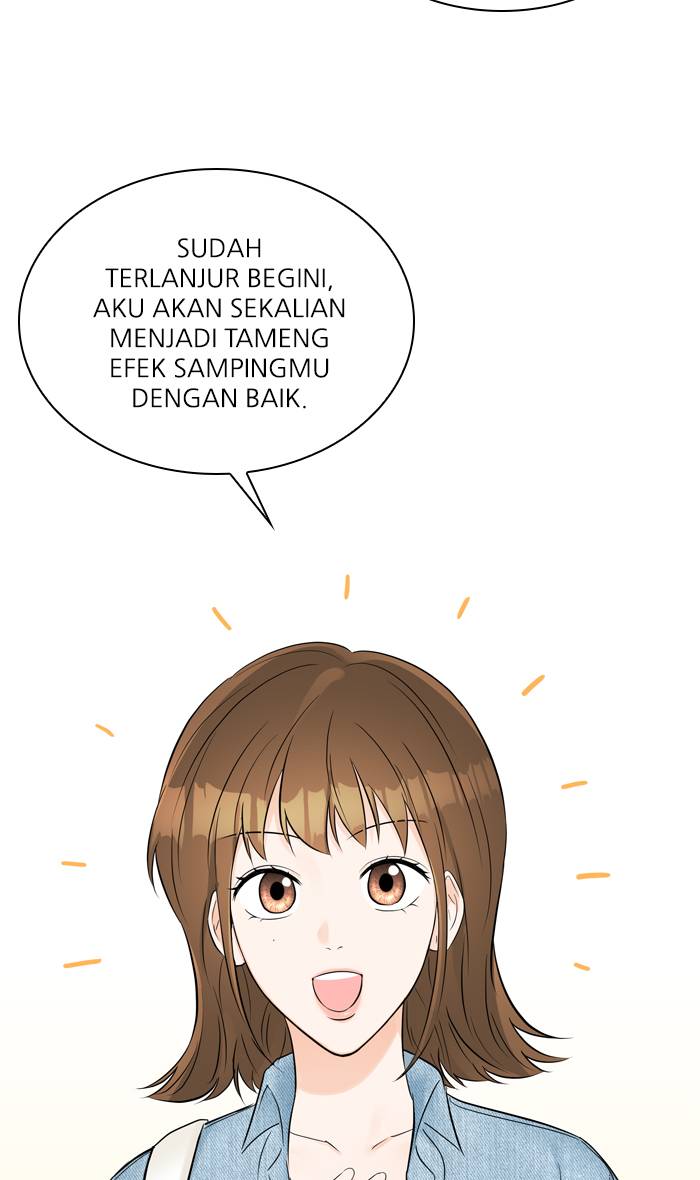 SUDAH
TERLANJUR BEGINI,
AKU AKAN SEKALIAN
MENJADI TAMENG
EFEK SAMPINGMU
DENGAN BAIK.